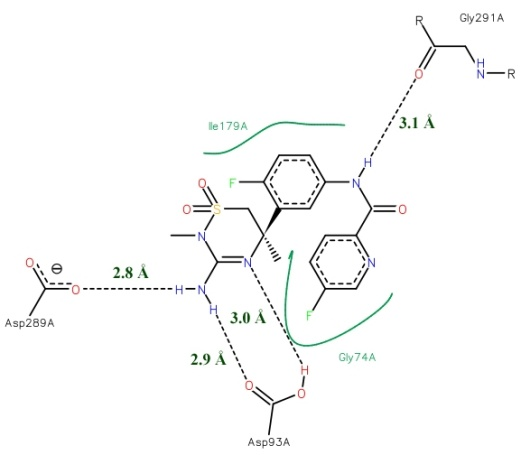 R
Gly291A
H
O
N
R
3.1 Å
Ile179A
H
F
N
O
O
O
S
N
N
N
F
O
⊖
O
2.8 Å
H
N
H
Asp289A
3.0 Å
Gly74A
2.9 Å
H
O
O
Asp93A